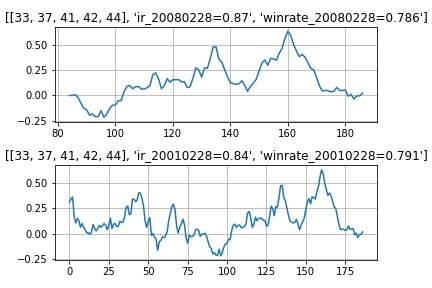 [[33, 37, 41, 42, 44], 'ir_20080228=0.87', 'winrate_20080228=0.786']
0.50
0.25
0.00
−0.25
80 100 120 140 160 180
[[33, 37, 41, 42, 44], 'ir_20010228=0.84', 'winrate_20010228=0.791']
0.50
0.25
0.00
−0.25
0 25 50 75 100 125 150 175